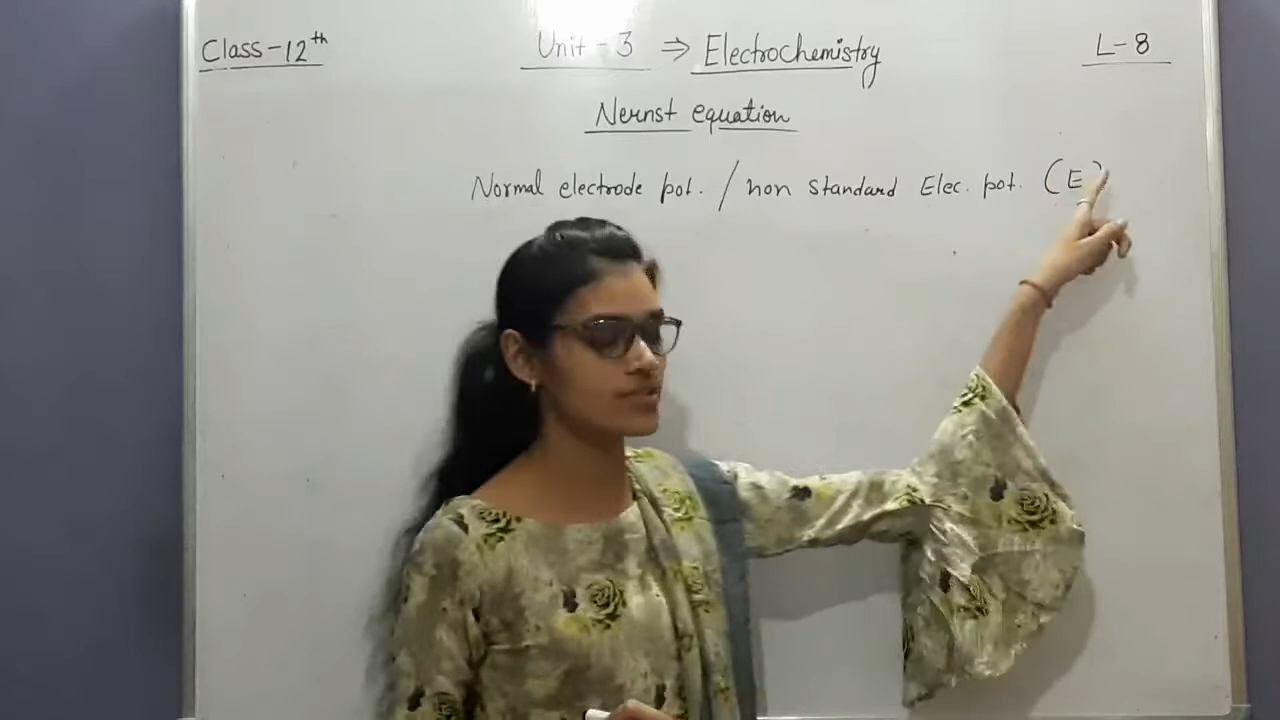 Class-12th
Unit - 3 ⇒ Electrochemistry
L-8
Nernst equation
Normal electrode pot. / non standard Elec. pot. (E)